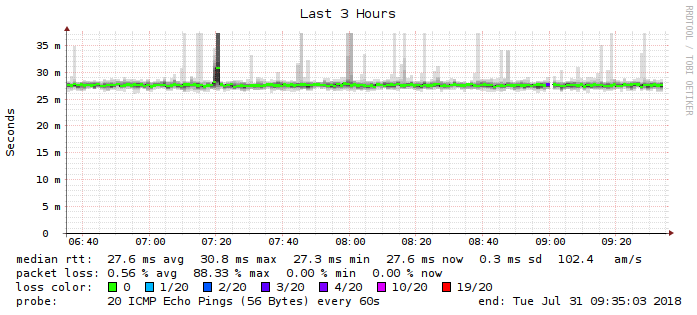 Last 3 Hours
RRDTOOL / TOBI OETIKER
Seconds
35 m
30 m
25 m
20 m
15 m
10 m
5 m
0
06:40 07:00 07:20 07:40 08:00 08:20 08:40 09:00 09:20
median rtt: 27.6 ms avg 30.8 ms max 27.3 ms min 27.6 ms now 0.3 ms sd 102.4 am/s
packet loss: 0.56 % avg 88.33 % max 0.00 % min 0.00 % now
loss color: 0 1/20 2/20 3/20 4/20 10/20 19/20
probe: 20 ICMP Echo Pings (56 Bytes) every 60s end: Tue Jul 31 09:35:03 2018